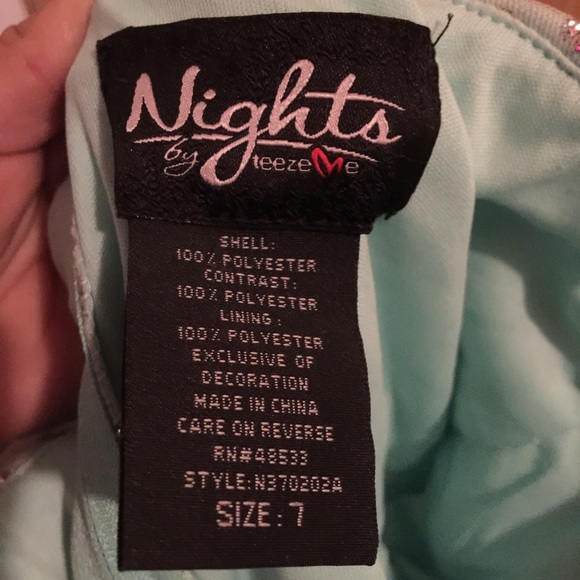 Nights
by teezeMe
SHELL:
100% POLYESTER
CONTRAST:
100% POLYESTER
LINING:
100% POLYESTER
EXCLUSIVE OF
DECORATION
MADE IN CHINA
CARE ON REVERSE
RN#48533
STYLE:N370202A
SIZE: 7